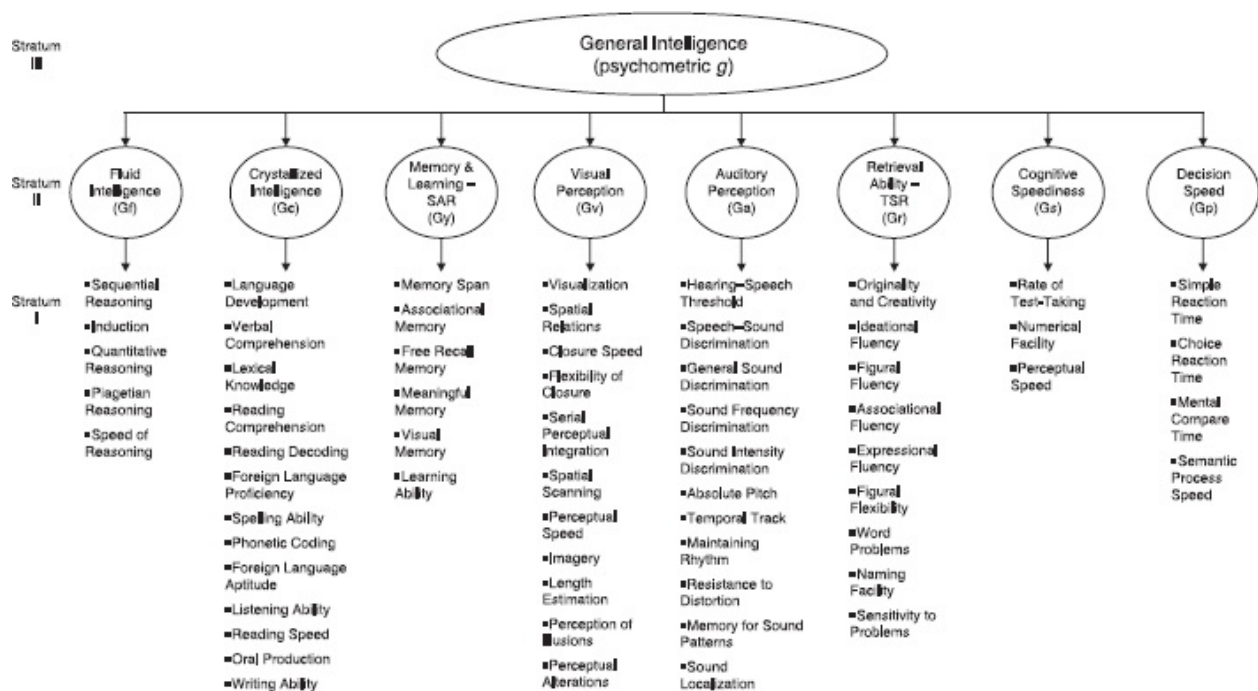 Stratum
III
General Intelligence
(psychometric g)
Stratum
II
Fluid
Intelligence
(Gf)
Crystallized
Intelligence
(Gc)
Memory &
Learning–
SAR
(Gy)
Visual
Perception
(Gv)
Auditory
Perception
(Ga)
Retrieval
Ability–
TSR
(Gr)
Cognitive
Speediness
(Gs)
Decision
Speed
(Gp)
Stratum
I
▪Sequential
Reasoning
▪Induction
▪Quantitative
Reasoning
▪Piagetian
Reasoning
▪Speed of
Reasoning
▪Language
Development
▪Verbal
Comprehension
▪Lexical
Knowledge
▪Reading
Comprehension
▪Reading Decoding
▪Foreign Language
Proficiency
▪Spelling Ability
▪Phonetic Coding
▪Foreign Language
Aptitude
▪Listening Ability
▪Reading Speed
▪Oral Production
▪Writing Ability
▪Memory Span
▪Associational
Memory
▪Free Recall
Memory
▪Meaningful
Memory
▪Visual
Memory
▪Learning
Ability
▪Visualization
▪Spatial
Relations
▪Closure Speed
▪Flexibility of
Closure
▪Serial
Perceptual
Integration
▪Spatial
Scanning
▪Perceptual
Speed
▪Imagery
▪Length
Estimation
▪Perception of
Illusions
▪Perceptual
Alterations
▪Hearing–Speech
Threshold
▪Speech–Sound
Discrimination
▪General Sound
Discrimination
▪Sound Frequency
Discrimination
▪Sound Intensity
Discrimination
▪Absolute Pitch
▪Temporal Track
▪Maintaining
Rhythm
▪Resistance to
Distortion
▪Memory for Sound
Patterns
▪Sound
Localization
▪Originality
and Creativity
▪Ideational
Fluency
▪Figural
Fluency
▪Associational
Fluency
▪Expressional
Fluency
▪Figural
Flexibility
▪Word
Problems
▪Naming
Facility
▪Sensitivity to
Problems
▪Rate of
Test-Taking
▪Numerical
Facility
▪Perceptual
Speed
▪Simple
Reaction
Time
▪Choice
Reaction
Time
▪Mental
Compare
Time
▪Semantic
Process
Speed